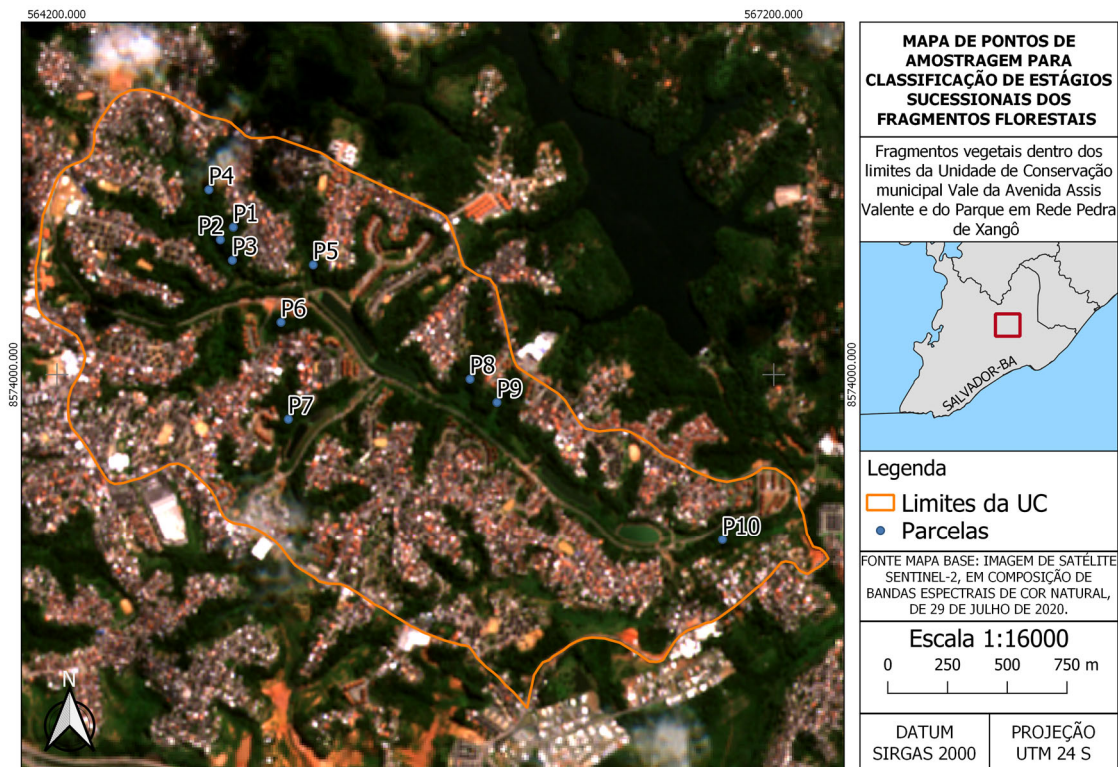 564200.000
567200.000
8574000.000
8574000.000
P4
P1
P2
P3
P5
P6
P8
P9
P7
P10
N
MAPA DE PONTOS DE
AMOSTRAGEM PARA
CLASSIFICAÇÃO DE ESTÁGIOS
SUCESSIONAIS DOS
FRAGMENTOS FLORESTAIS
Fragmentos vegetais dentro dos
limites da Unidade de Conservação
municipal Vale da Avenida Assis
Valente e do Parque em Rede Pedra
de Xangô
SALVADOR-BA
Legenda
Limites da UC
Parcelas
FONTE MAPA BASE: IMAGEM DE SATÉLITE
SENTINEL-2, EM COMPOSIÇÃO DE
BANDAS ESPECTRAIS DE COR NATURAL,
DE 29 DE JULHO DE 2020.
Escala 1:16000
0 250 500 750 m
DATUM
SIRGAS 2000
PROJEÇÃO
UTM 24 S